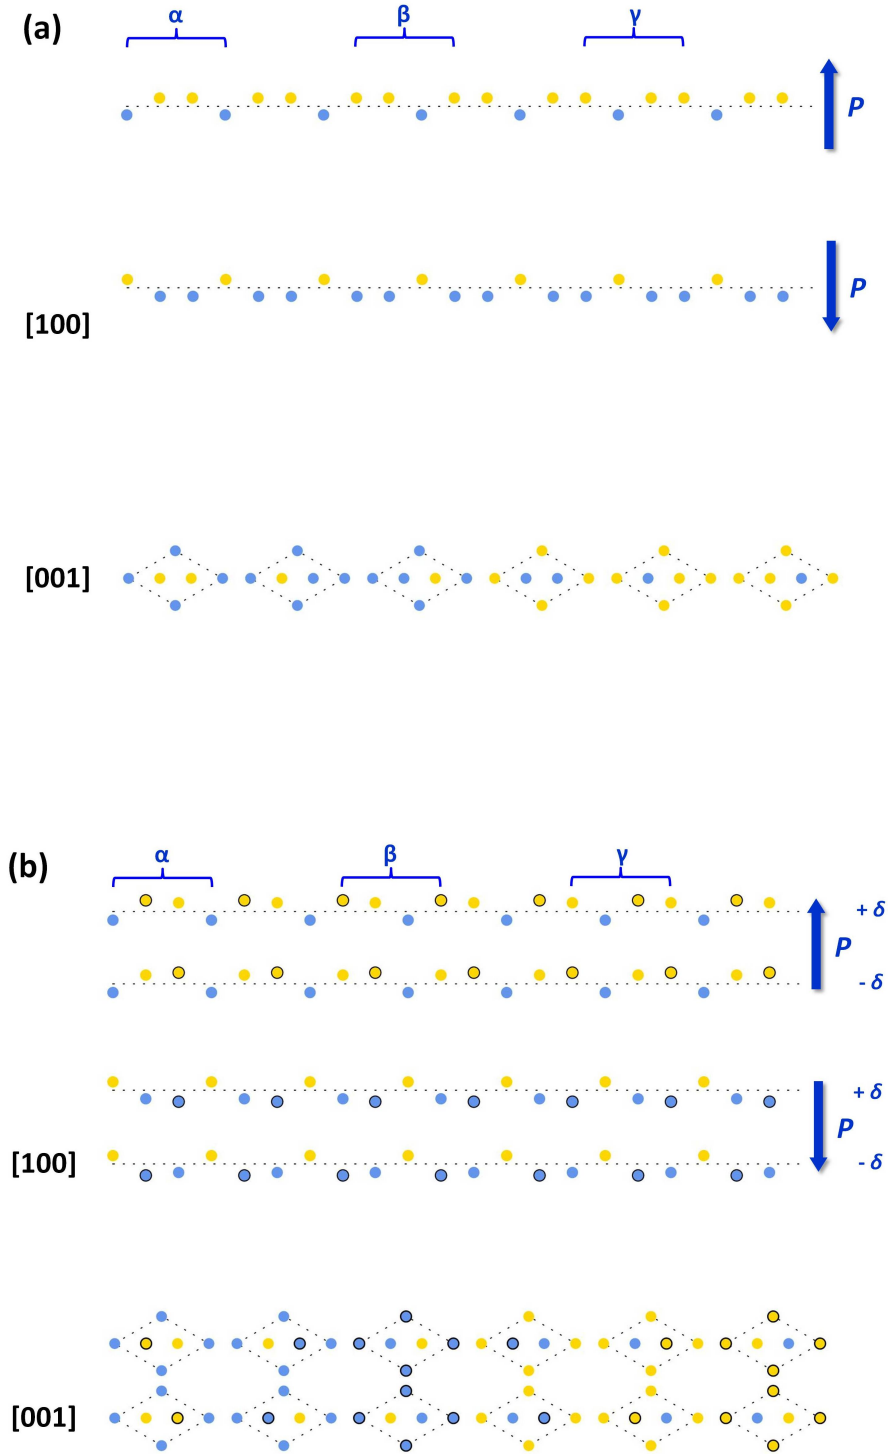 (a)
α β γ
P
P
[100]
[001]
(b)
α β γ
+ δ
P
- δ
+ δ
P
[100]
- δ
[001]